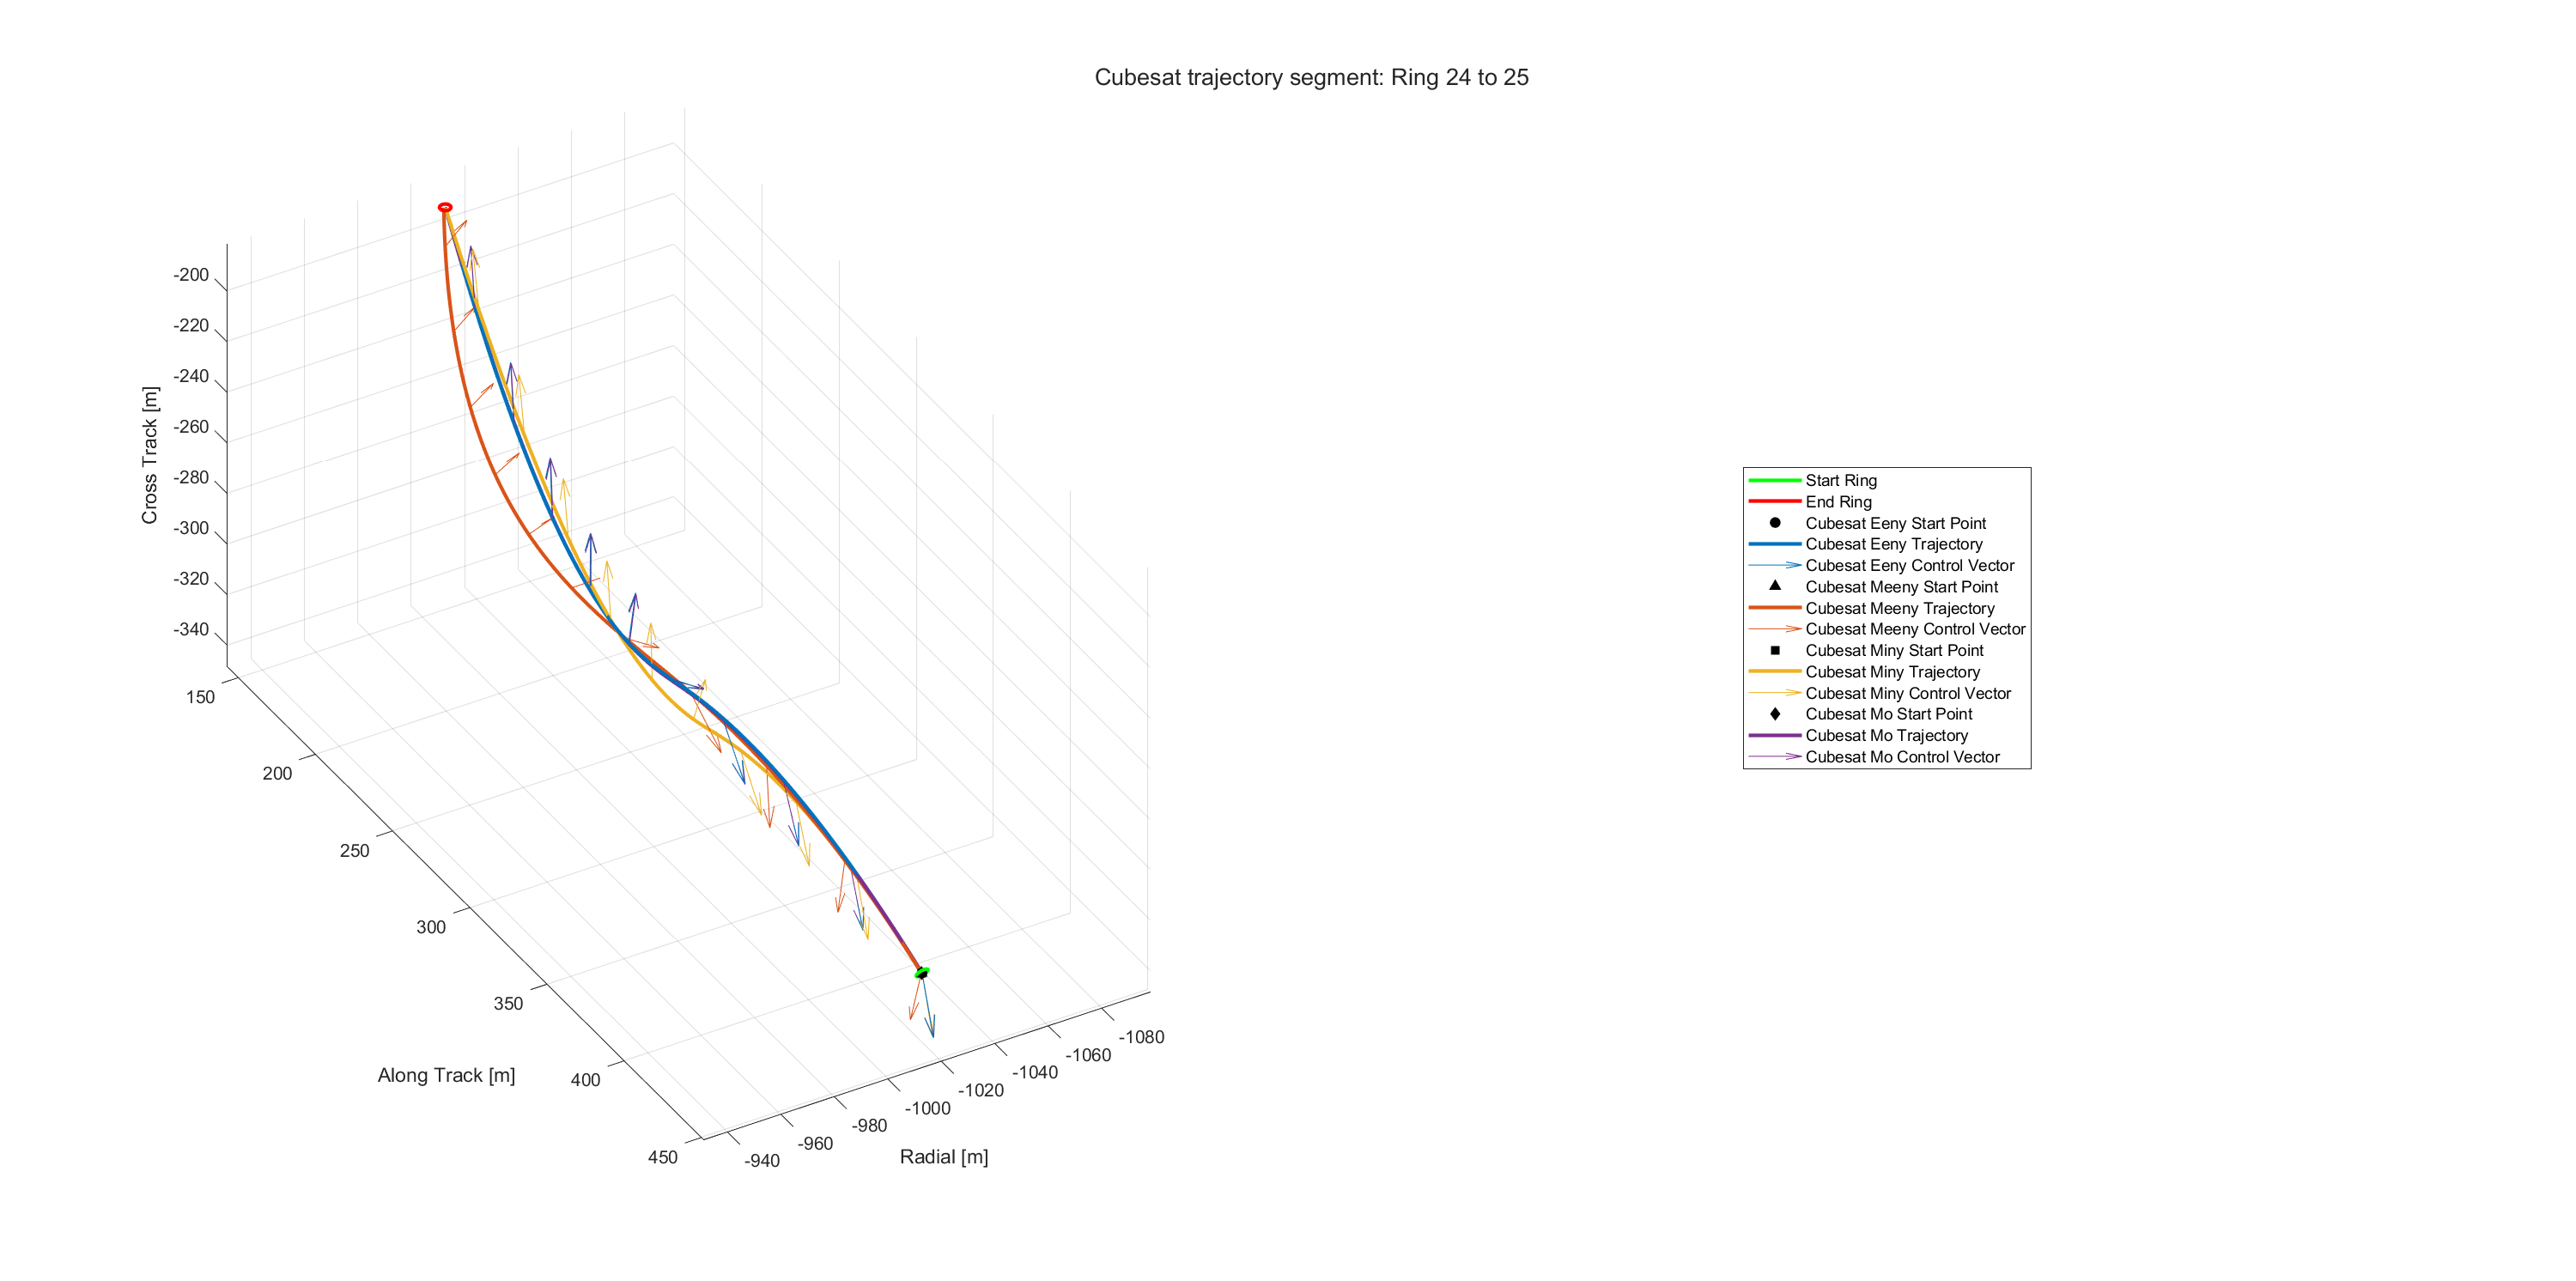 Cubesat trajectory segment: Ring 24 to 25
Cross Track [m]
-200
-220
-240
-260
-280
-300
-320
-340
150
200
250
300
350
400
450
Along Track [m]
-940
-960
-980
-1000
-1020
-1040
-1060
-1080
Radial [m]
Start Ring
End Ring
Cubesat Eeny Start Point
Cubesat Eeny Trajectory
Cubesat Eeny Control Vector
Cubesat Meeny Start Point
Cubesat Meeny Trajectory
Cubesat Meeny Control Vector
Cubesat Miny Start Point
Cubesat Miny Trajectory
Cubesat Miny Control Vector
Cubesat Mo Start Point
Cubesat Mo Trajectory
Cubesat Mo Control Vector